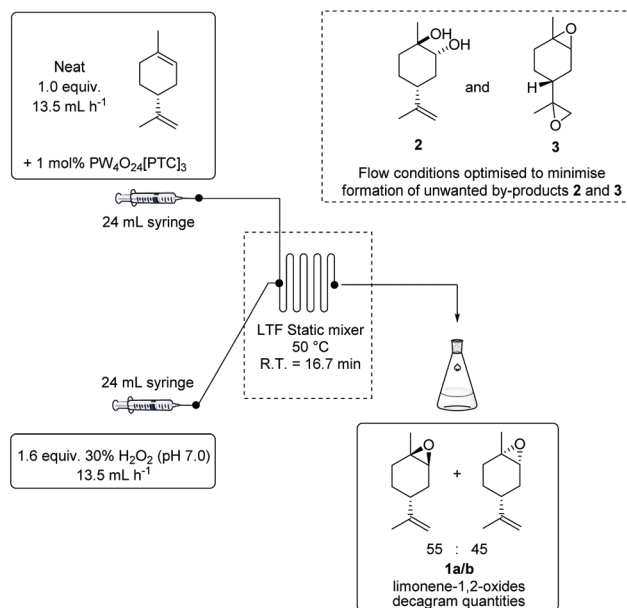 Neat
1.0 equiv.
13.5 mL h⁻¹
+ 1 mol% PW₄O₂₄[PTC]₃
24 mL syringe
OH
OH
2
and
O
H
O
3
Flow conditions optimised to minimise
formation of unwanted by-products 2 and 3
LTF Static mixer
50 °C
R.T. = 16.7 min
24 mL syringe
1.6 equiv. 30% H₂O₂ (pH 7.0)
13.5 mL h⁻¹
O
+
O
55 : 45
1a/b
limonene-1,2-oxides
decagram quantities